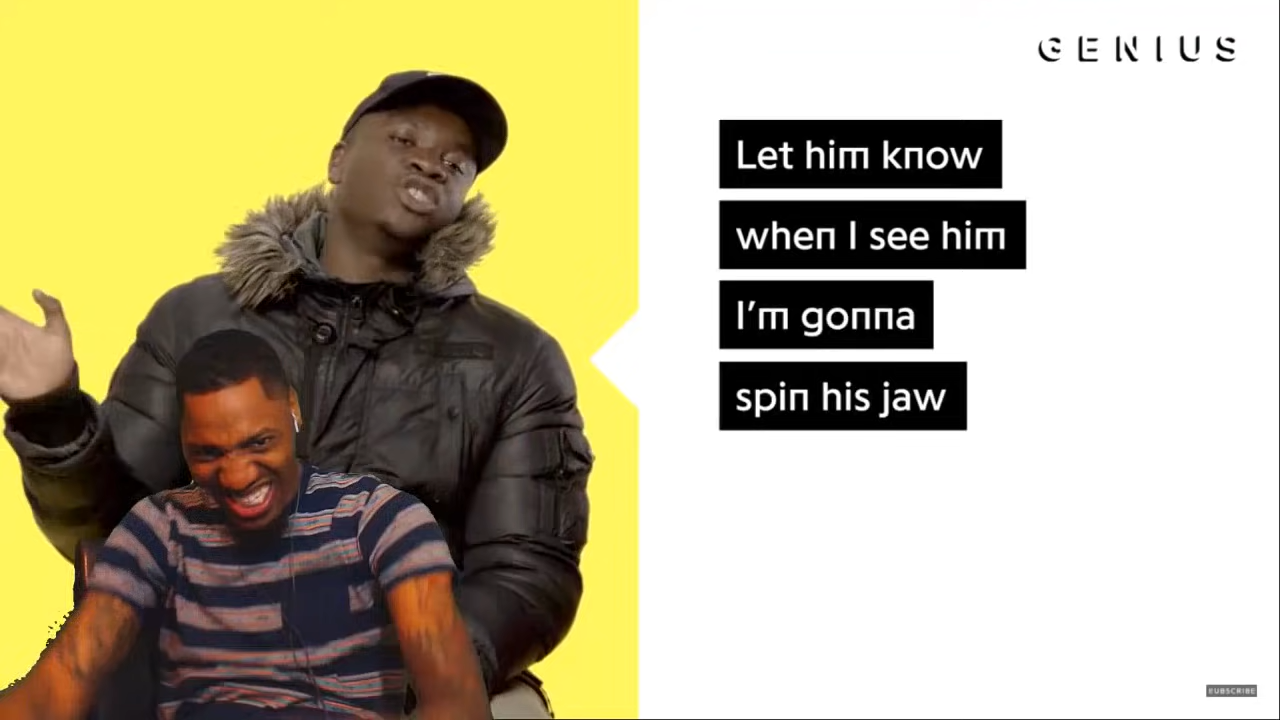 GENIUS
Let him know
when I see him
I'm gonna
spin his jaw
SUBSCRIBE